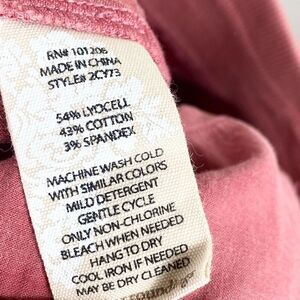 RN# 101206
MADE IN CHINA
STYLE# 2CY73
54% LYOCELL
43% COTTON
3% SPANDEX
MACHINE WASH COLD
WITH SIMILAR COLORS
MILD DETERGENT
GENTLE CYCLE
ONLY NON-CHLORINE
BLEACH WHEN NEEDED
HANG TO DRY
COOL IRON IF NEEDED
MAY BE DRY CLEANED